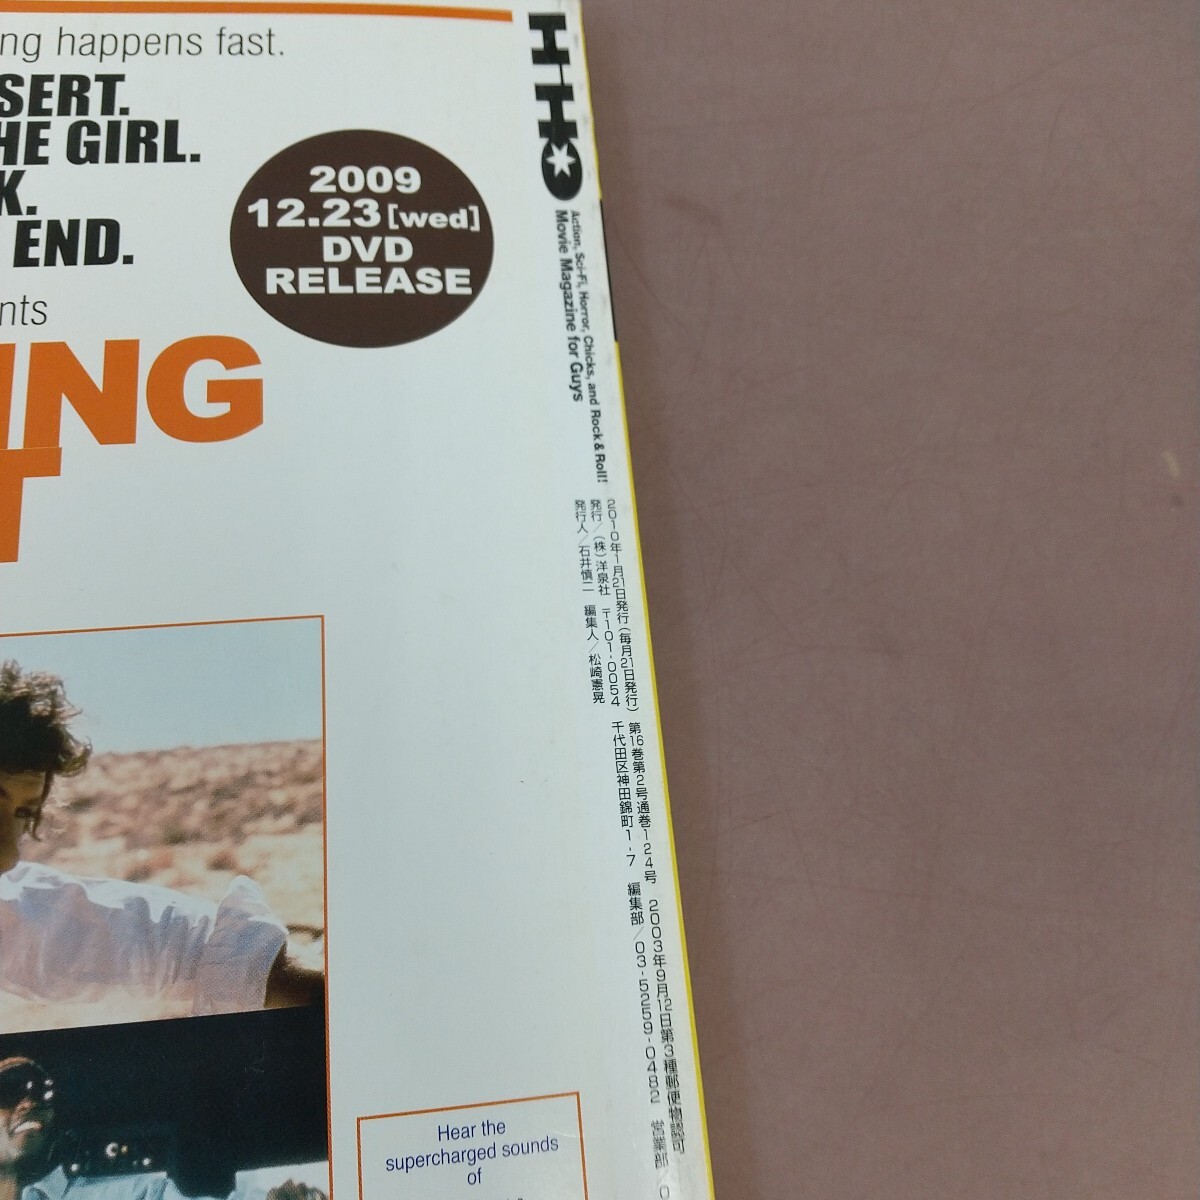 ng happens fast.
SERT.
HE GIRL.
K.
END.
2009
12.23 [wed]
DVD
RELEASE
nts
ING
T
Hear the
supercharged sounds
of
HiHO
Action, Sci-Fi, Horror, Chicks, and Rock & Roll!
Movie Magazine for Guys
2010年1月21日発行(毎月21日発行) 第16巻第2号通巻124号 2003年9月12日第3種郵便物認可
発行/(株)洋泉社 〒101-0054 千代田区神田錦町1-7 編集部/03-5259-0482 営業部/0
発行人/石井慎二 編集人/松崎憲晃